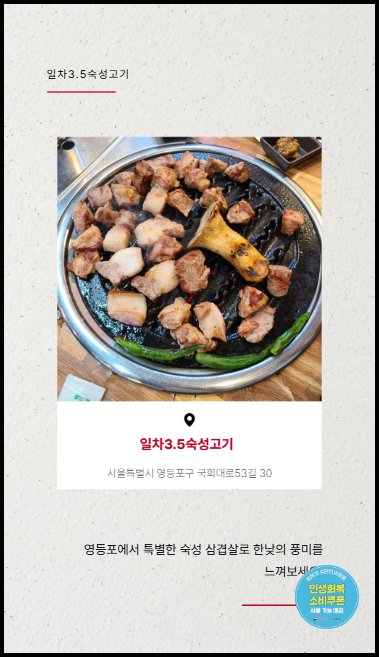 일차3.5숙성고기
일차3.5숙성고기
서울특별시 영등포구 국회대로53길 30
영등포에서 특별한 숙성 삼겹살로 한낮의 풍미를
느껴보세
민생회복
소비쿠폰
사용 가능 매장